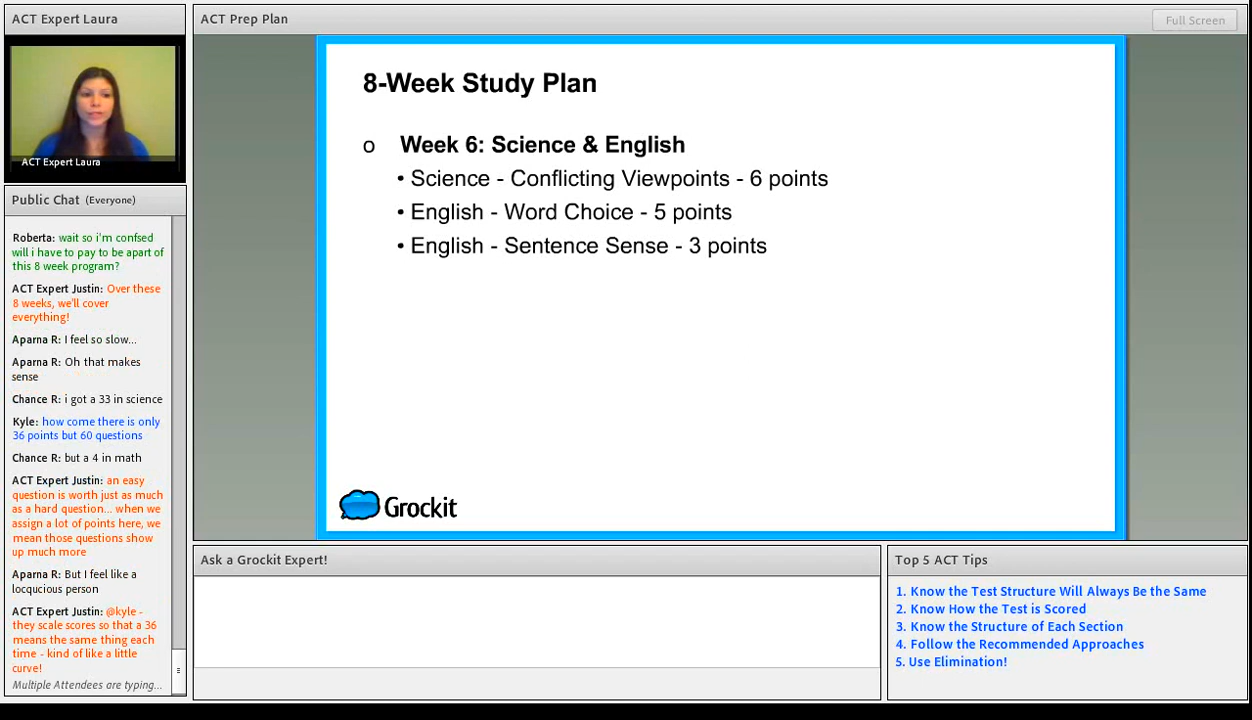 ACT Expert Laura
ACT Expert Laura
Public Chat (Everyone)
Roberta: wait so i'm confsed
will i have to pay to be apart of
this 8 week program?
ACT Expert Justin: Over these
8 weeks, we'll cover
everything!
Aparna R: I feel so slow...
Aparna R: Oh that makes
sense
Chance R: i got a 33 in science
Kyle: how come there is only
36 points but 60 questions
Chance R: but a 4 in math
ACT Expert Justin: an easy
question is worth just as much
as a hard question... when we
assign a lot of points here, we
mean those questions show
up much more
Aparna R: But I feel like a
locqucious person
ACT Expert Justin: @kyle -
they scale scores so that a 36
means the same thing each
time - kind of like a little
curve!
Multiple Attendees are typing...
ACT Prep Plan
Full Screen
8-Week Study Plan
o Week 6: Science & English
• Science - Conflicting Viewpoints - 6 points
• English - Word Choice - 5 points
• English - Sentence Sense - 3 points
Grockit
Ask a Grockit Expert!
Top 5 ACT Tips
1. Know the Test Structure Will Always Be the Same
2. Know How the Test is Scored
3. Know the Structure of Each Section
4. Follow the Recommended Approaches
5. Use Elimination!